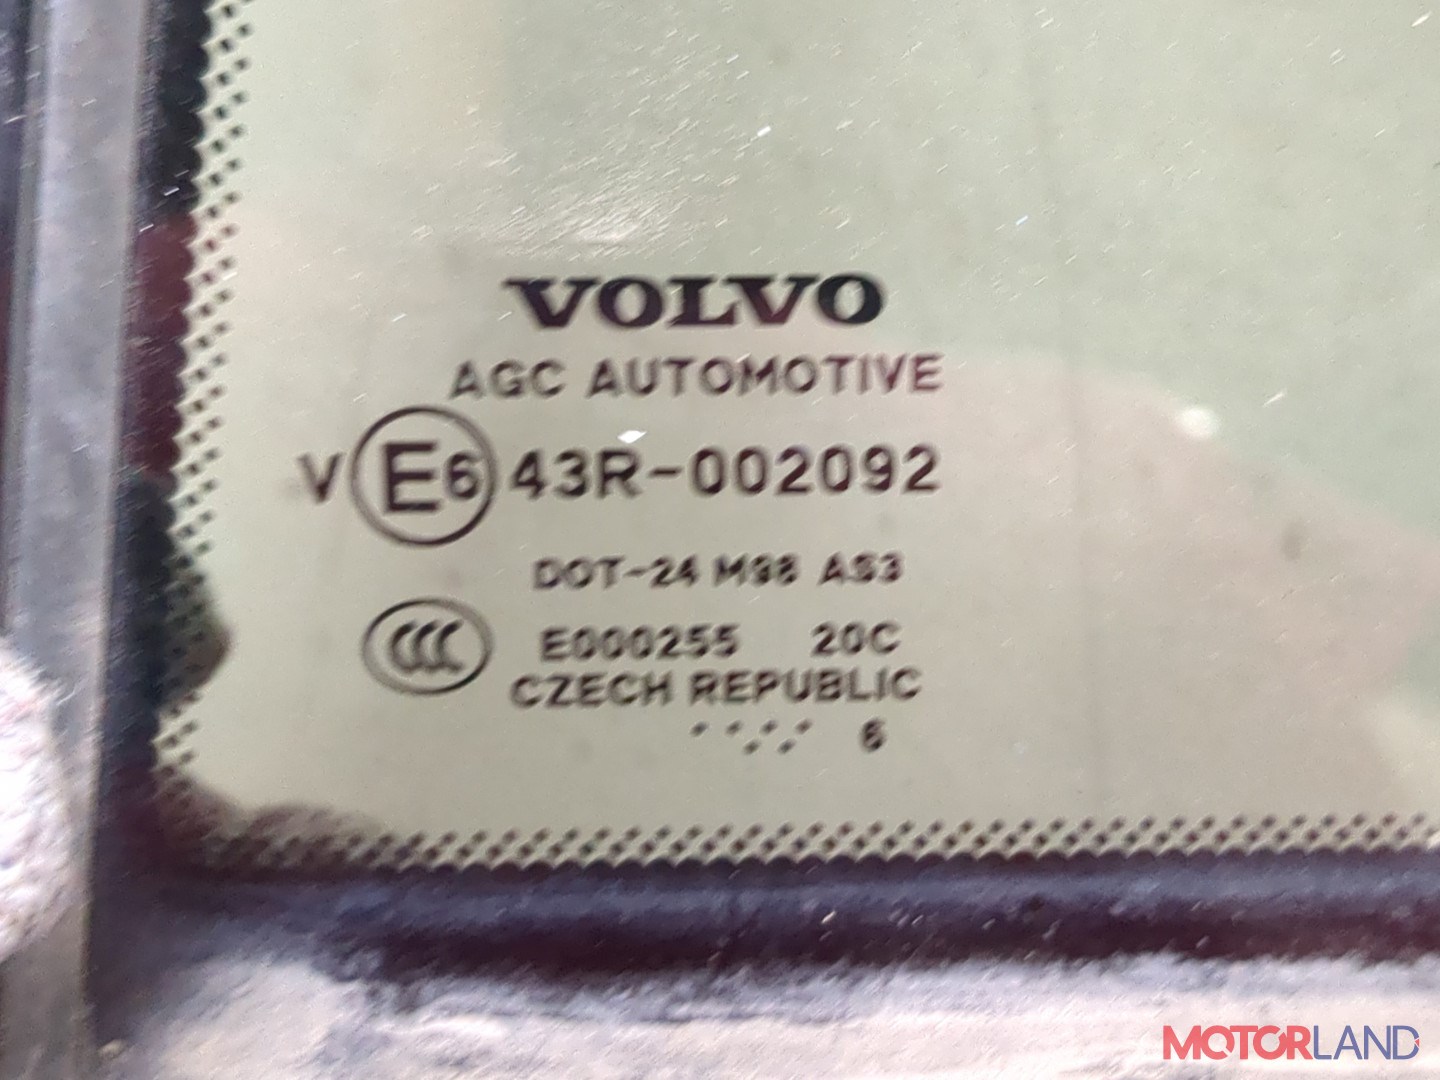 VOLVO
AGC AUTOMOTIVE
V E6 43R-002092
DOT-24 M98 AS3
CCC E000255 20C
CZECH REPUBLIC
6
MOTORLAND